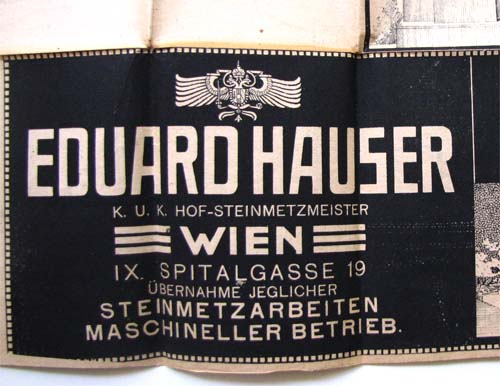 EDUARD HAUSER
K. U. K. HOF-STEINMETZMEISTER
WIEN
IX. SPITALGASSE 19
ÜBERNAHME JEGLICHER
STEINMETZARBEITEN
MASCHINELLER BETRIEB.